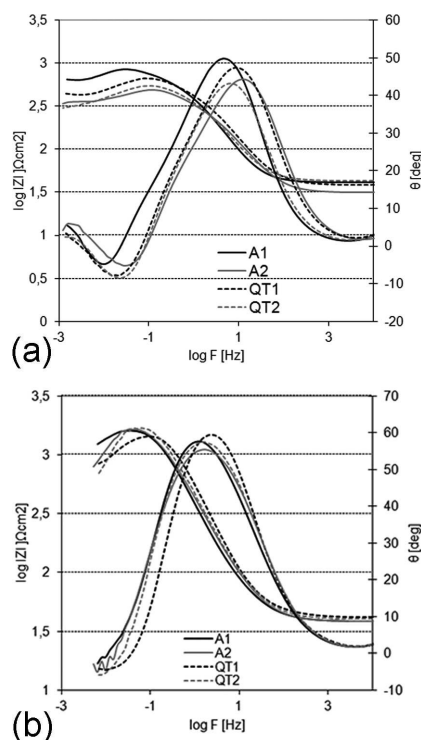 3,5
3
2,5
2
1,5
1
0,5
0
log |Z| ]Ωcm2]
60
50
40
30
20
10
0
-10
-20
θ [deg]
A1
A2
QT1
QT2
-3 -1 1 3
log F [Hz]
(a)
3,5
3
2,5
2
1,5
1
log |Z| ]Ωcm2]
70
60
50
40
30
20
10
0
-10
θ [deg]
A1
A2
QT1
QT2
-3 -1 1 3
log F [Hz]
(b)